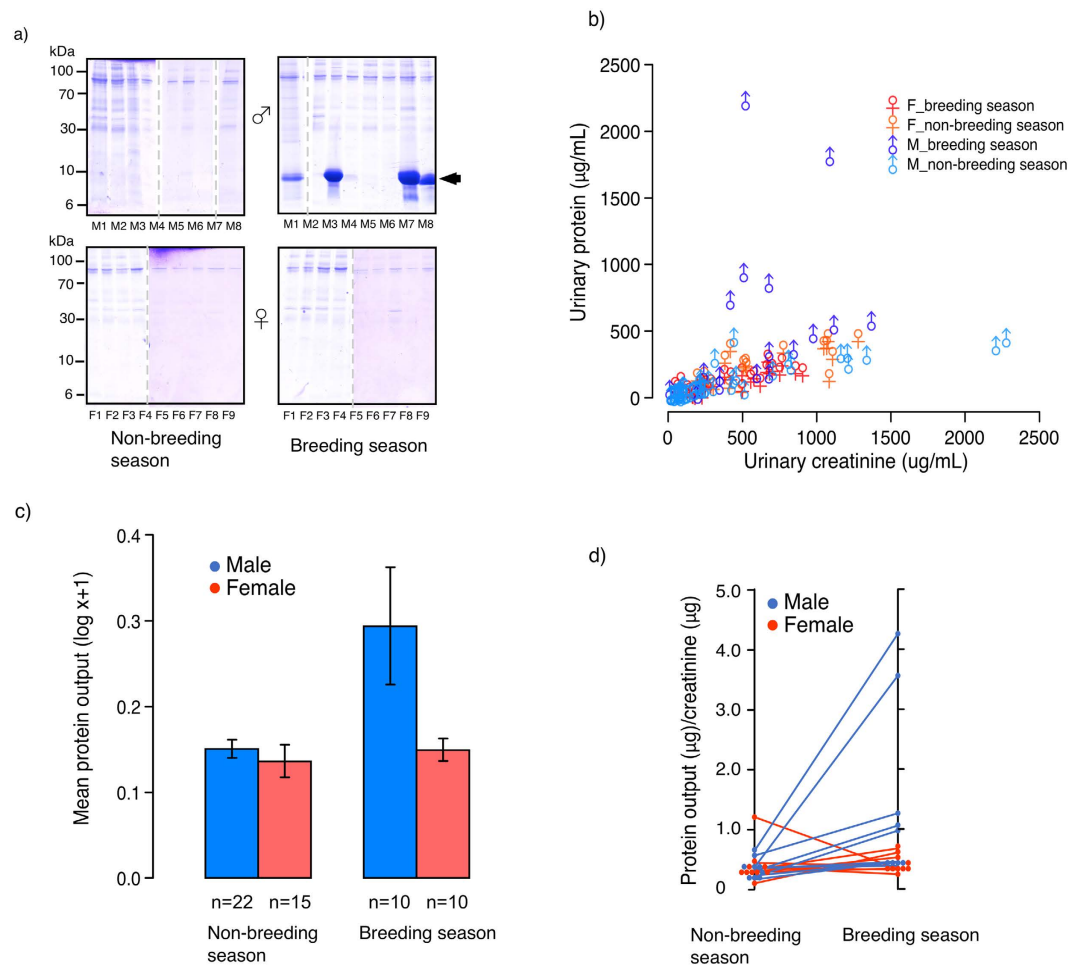 a)
kDa
100
70
30
10
6
M1 M2 M3 M4 M5 M6 M7 M8
♂
M1 M2 M3 M4 M5 M6 M7 M8
kDa
100
70
30
10
6
F1 F2 F3 F4 F5 F6 F7 F8 F9
♀
F1 F2 F3 F4 F5 F6 F7 F8 F9
Non-breeding
season
Breeding season
b)
Urinary protein (µg/mL)
2500
2500
1000
500
0
F_breeding season
F_non-breeding season
M_breeding season
M_non-breeding season
0 500 1000 1500 2000 2500
Urinary creatinine (ug/mL)
c)
Mean protein output (log x+1)
0.4
0.3
0.2
0.1
0.0
Male
Female
n=22 n=15 n=10 n=10
Non-breeding
season
Breeding season
d)
Protein output (µg)/creatinine (µg)
5.0
4.0
3.0
2.0
1.0
0
Male
Female
Non-breeding
season
Breeding season